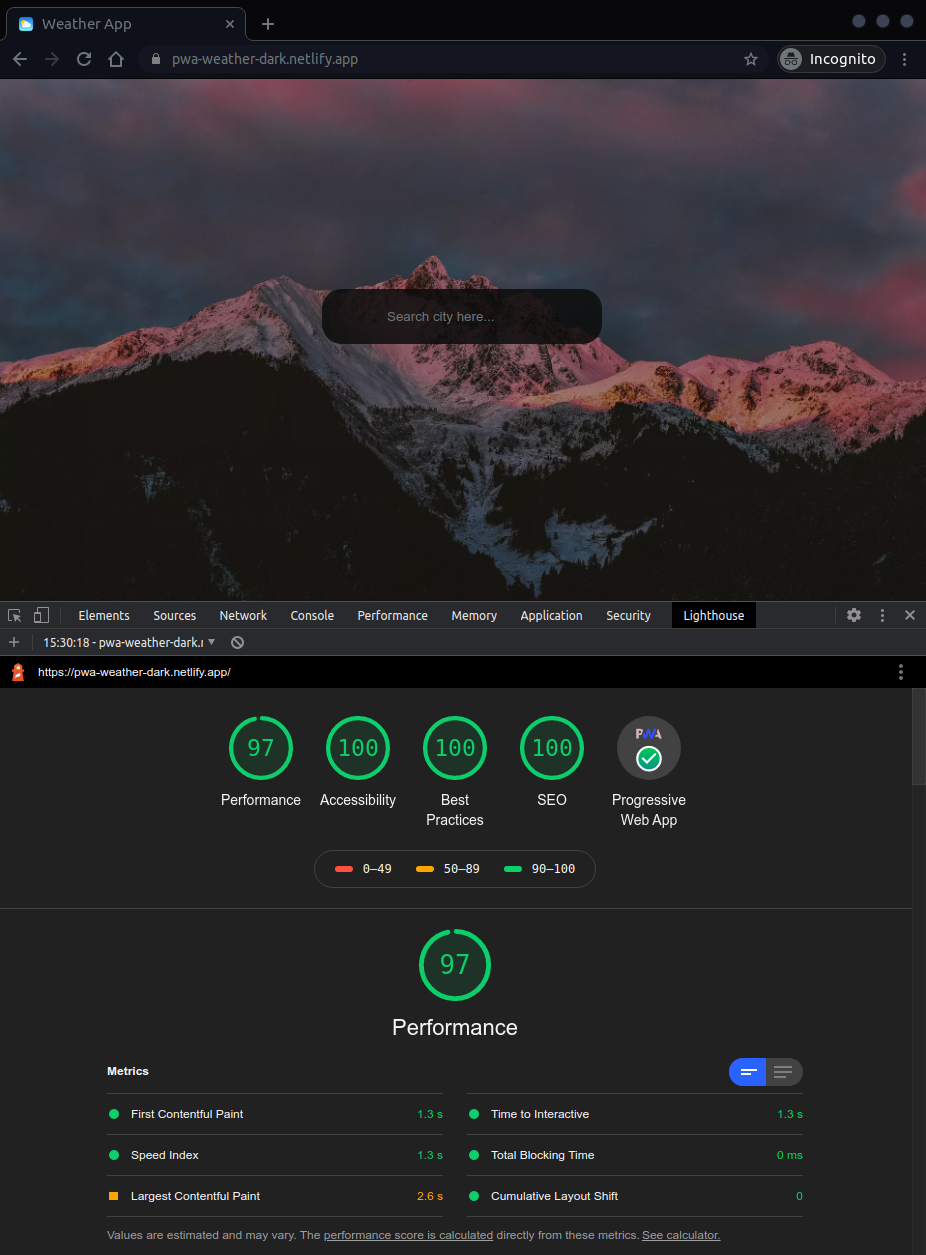 Weather App
pwa-weather-dark.netlify.app
Incognito
Search city here...
Elements Sources Network Console Performance Memory Application Security Lighthouse
15:30:18 - pwa-weather-dark.
https://pwa-weather-dark.netlify.app/
97 100 100 100 PWA
Performance Accessibility Best Practices SEO Progressive Web App
0–49 50–89 90–100
97
Performance
Metrics
First Contentful Paint 1.3 s Time to Interactive 1.3 s
Speed Index 1.3 s Total Blocking Time 0 ms
Largest Contentful Paint 2.6 s Cumulative Layout Shift 0
Values are estimated and may vary. The performance score is calculated directly from these metrics. See calculator.